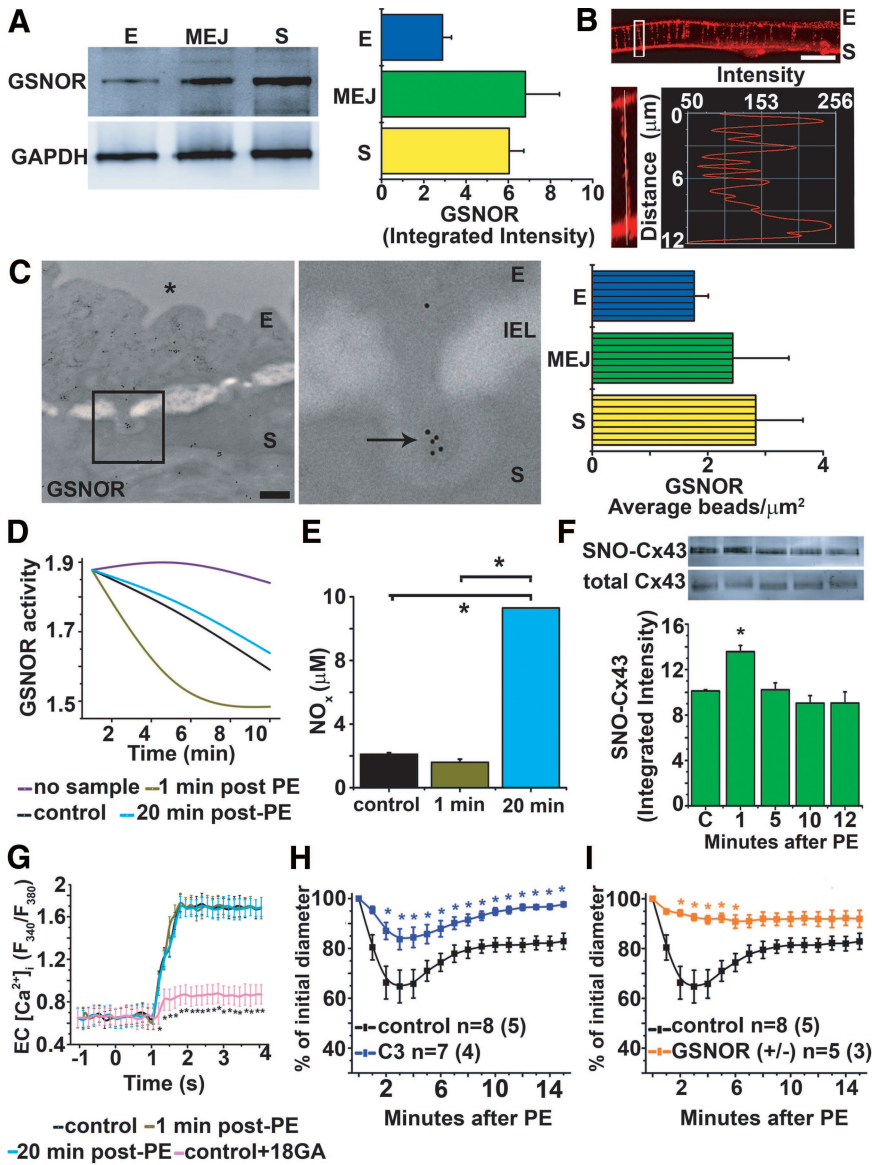 A
E MEJ S
GSNOR
GAPDH
E
MEJ
S
0 2 4 6 8 10
GSNOR
(Integrated Intensity)
B
E
S
Intensity
50 153 256
Distance (μm)
0
6
12
C
*
E
S
GSNOR
E
IEL
S
E
MEJ
S
0 2 4
GSNOR
Average beads/μm²
D
GSNOR activity
1.9
1.7
1.5
2 4 6 8 10
Time (min)
no sample 1 min post PE
control 20 min post-PE
E
NOx (μM)
10
8
6
4
2
0
*
*
control 1 min 20 min
F
SNO-Cx43
total Cx43
SNO-Cx43
(Integrated Intensity)
16
12
8
4
0
*
C 1 5 10 12
Minutes after PE
G
EC [Ca2+]i (F340/F380)
2.0
1.6
1.2
0.8
0.4
-1 0 1 2 3 4
Time (s)
control 1 min post-PE
20 min post-PE control+18GA
H
% of initial diameter
100
80
60
40
* * * * * * * * * * * * * *
control n=8 (5)
C3 n=7 (4)
2 6 10 14
Minutes after PE
I
% of initial diameter
100
80
60
40
* * * * *
control n=8 (5)
GSNOR (+/-) n=5 (3)
2 6 10 14
Minutes after PE